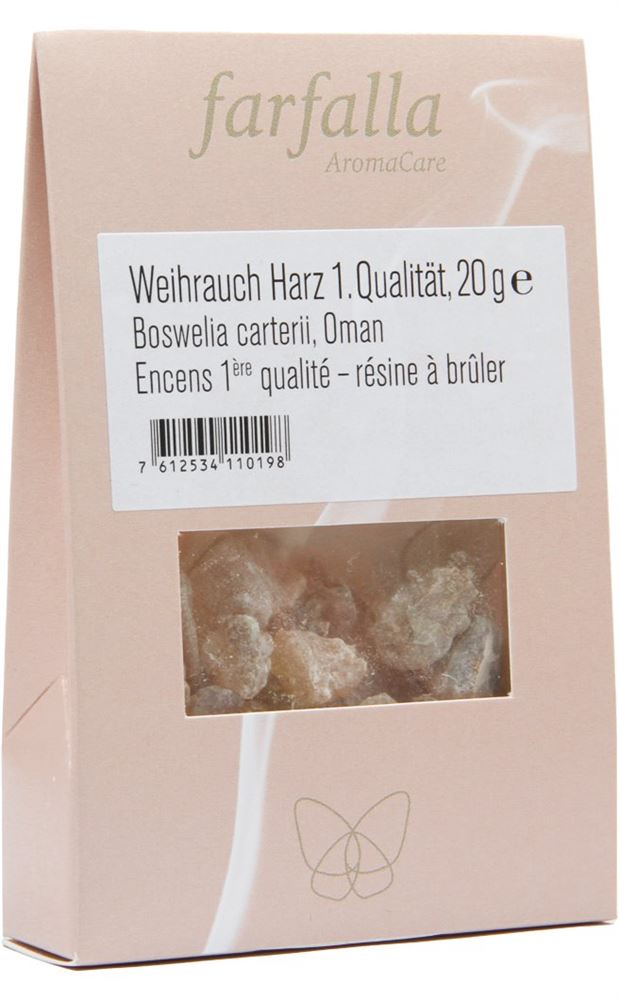 farfalla
AromaCare
Weihrauch Harz 1. Qualität, 20 g ℮
Boswelia carterii, Oman
Encens 1ère qualité – résine à brûler
7 612534 110198